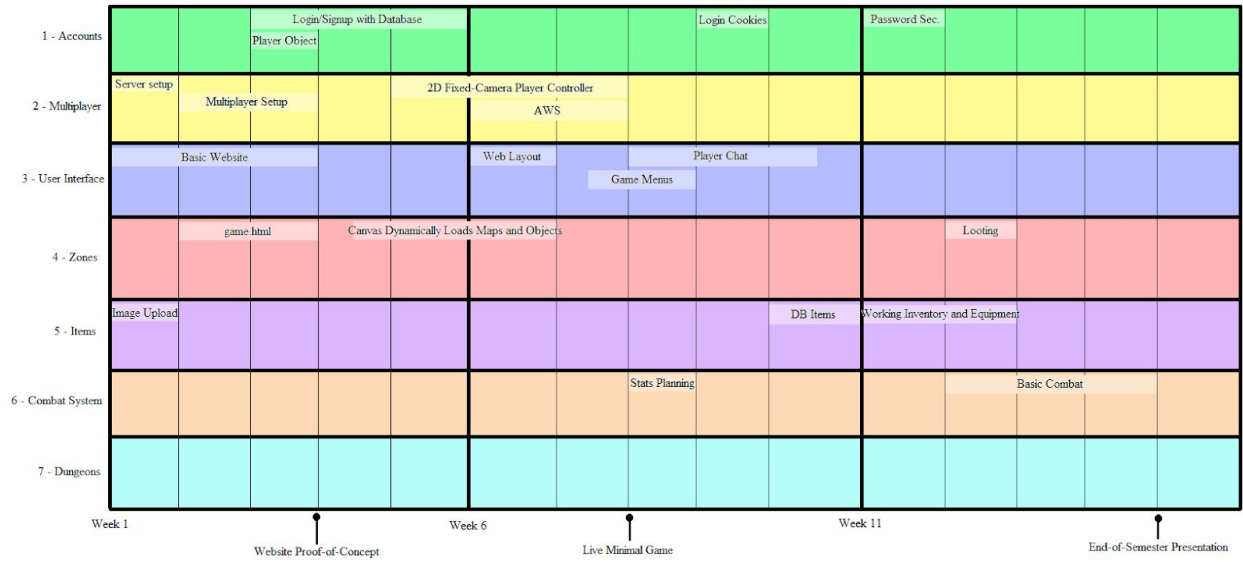 Login/Signup with Database
Login Cookies
Password Sec.
1 - Accounts
Player Object
Server setup
2D Fixed-Camera Player Controller
2 - Multiplayer
Multiplayer Setup
AWS
Basic Website
Web Layout
Player Chat
3 - User Interface
Game Menus
game.html
Canvas Dynamically Loads Maps and Objects
Looting
4 - Zones
Image Upload
DB Items
Working Inventory and Equipment
5 - Items
Stats Planning
Basic Combat
6 - Combat System
7 - Dungeons
Week 1
Week 6
Week 11
Website Proof-of-Concept
Live Minimal Game
End-of-Semester Presentation